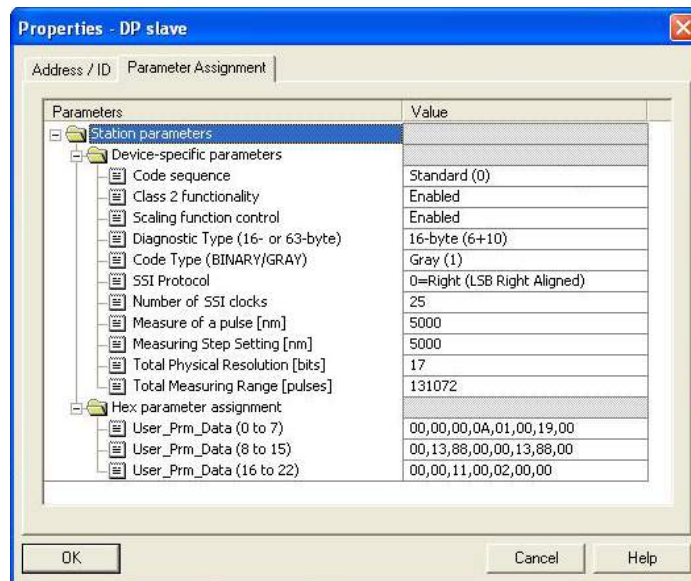 Properties - DP slave
Address / ID Parameter Assignment
Parameters Value
Station parameters
Device-specific parameters
Code sequence Standard (0)
Class 2 functionality Enabled
Scaling function control Enabled
Diagnostic Type (16- or 63-byte) 16-byte (6+10)
Code Type (BINARY/GRAY) Gray (1)
SSI Protocol 0=Right (LSB Right Aligned)
Number of SSI clocks 25
Measure of a pulse [nm] 5000
Measuring Step Setting [nm] 5000
Total Physical Resolution [bits] 17
Total Measuring Range [pulses] 131072
Hex parameter assignment
User_Prm_Data (0 to 7) 00,00,00,0A,01,00,19,00
User_Prm_Data (8 to 15) 00,13,88,00,00,13,88,00
User_Prm_Data (16 to 22) 00,00,11,00,02,00,00
OK Cancel Help